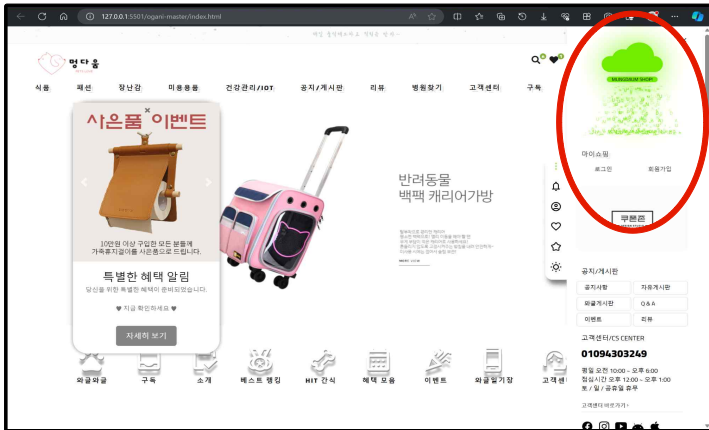 127.0.0.1:5501/ogani-master/index.html
멍다움
식품 패션 장난감 미용용품 건강관리/IOT 공지/게시판 리뷰 병원찾기 고객센터 구독
사은품 이벤트
10만원 이상 구입한 모든 분들께
가죽휴지걸이를 사은품으로 드립니다.
특별한 혜택 알림
당신을 위한 특별한 혜택이 준비되었습니다.
♥ 지금 확인하세요 ♥
자세히 보기
반려동물
백팩 캐리어가방
와글와글 구독 소개 베스트 랭킹 HIT 간식 혜택 모음 이벤트 와글일기장 고객센
MUNGDAUM SHOP!
마이쇼핑
로그인 회원가입
쿠폰존
공지/게시판
공지사항 자유게시판
와글게시판 Q&A
이벤트 리뷰
고객센터/CS CENTER
01094303249
평일 오전 10:00 ~ 오후 6:00
점심시간 오후 12:00 ~ 오후 1:00
토 / 일 / 공휴일 휴무
고객센터 바로가기 >